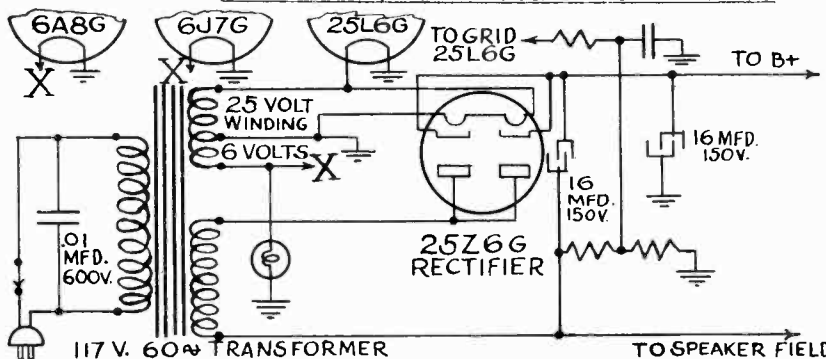 6A8G
6J7G
25L6G
TO GRID
25L6G
TO B+
X
X
25 VOLT
WINDING
6 VOLTS
X
16 MFD.
150V.
16
MFD.
150V.
.01
MFD.
600V.
25Z6G
RECTIFIER
117 V. 60~ TRANSFORMER
TO SPEAKER FIELD